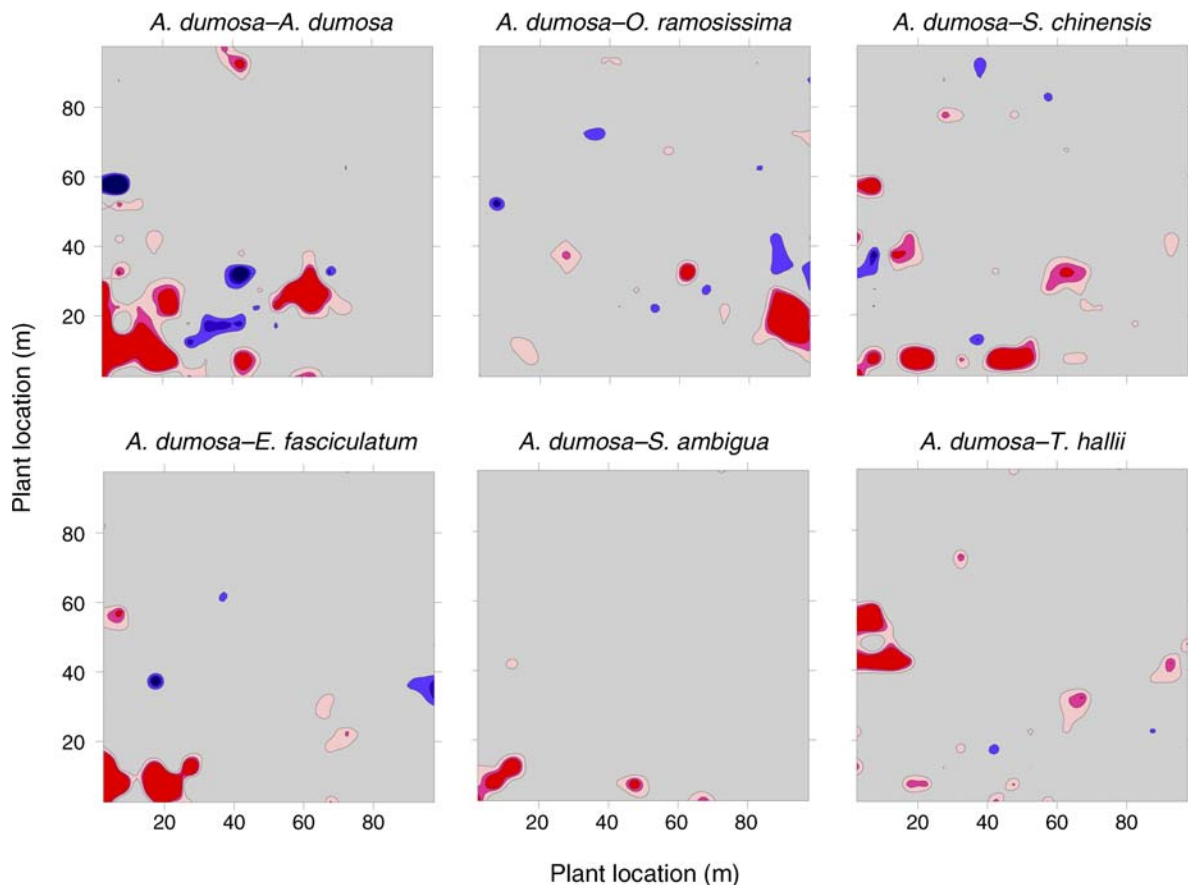 A. dumosa–A. dumosa
A. dumosa–O. ramosissima
A. dumosa–S. chinensis
80
60
40
20
A. dumosa–E. fasciculatum
A. dumosa–S. ambigua
A. dumosa–T. hallii
80
60
40
20
20 40 60 80
20 40 60 80
20 40 60 80
Plant location (m)
Plant location (m)